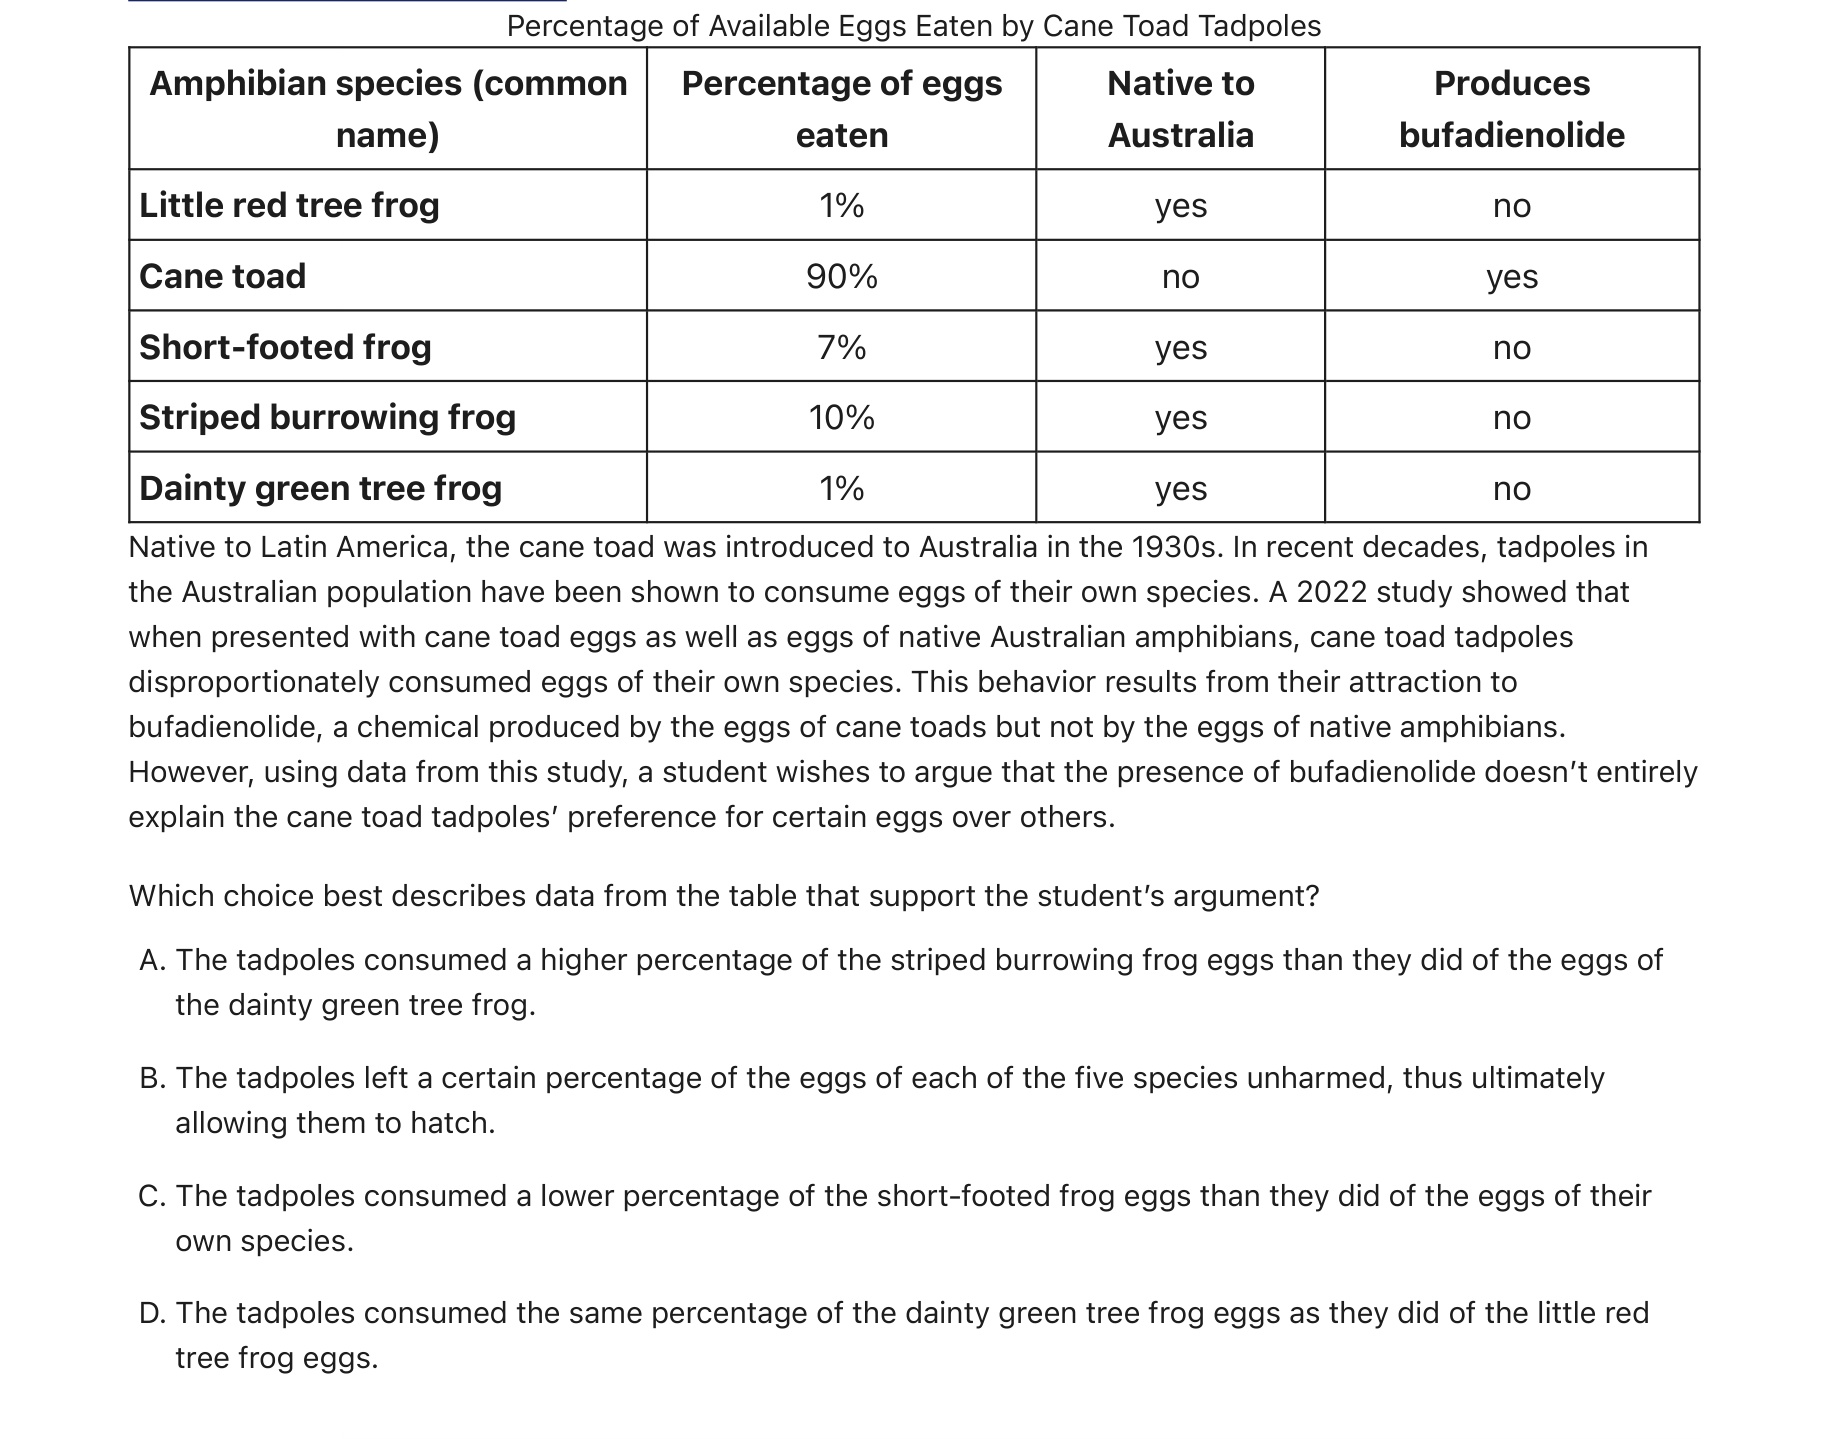 Percentage of Available Eggs Eaten by Cane Toad Tadpoles
Amphibian species (common name) Percentage of eggs eaten Native to Australia Produces bufadienolide
Little red tree frog 1% yes no
Cane toad 90% no yes
Short-footed frog 7% yes no
Striped burrowing frog 10% yes no
Dainty green tree frog 1% yes no
Native to Latin America, the cane toad was introduced to Australia in the 1930s. In recent decades, tadpoles in
the Australian population have been shown to consume eggs of their own species. A 2022 study showed that
when presented with cane toad eggs as well as eggs of native Australian amphibians, cane toad tadpoles
disproportionately consumed eggs of their own species. This behavior results from their attraction to
bufadienolide, a chemical produced by the eggs of cane toads but not by the eggs of native amphibians.
However, using data from this study, a student wishes to argue that the presence of bufadienolide doesn’t entirely
explain the cane toad tadpoles’ preference for certain eggs over others.
Which choice best describes data from the table that support the student’s argument?
A. The tadpoles consumed a higher percentage of the striped burrowing frog eggs than they did of the eggs of
the dainty green tree frog.
B. The tadpoles left a certain percentage of the eggs of each of the five species unharmed, thus ultimately
allowing them to hatch.
C. The tadpoles consumed a lower percentage of the short-footed frog eggs than they did of the eggs of their
own species.
D. The tadpoles consumed the same percentage of the dainty green tree frog eggs as they did of the little red
tree frog eggs.